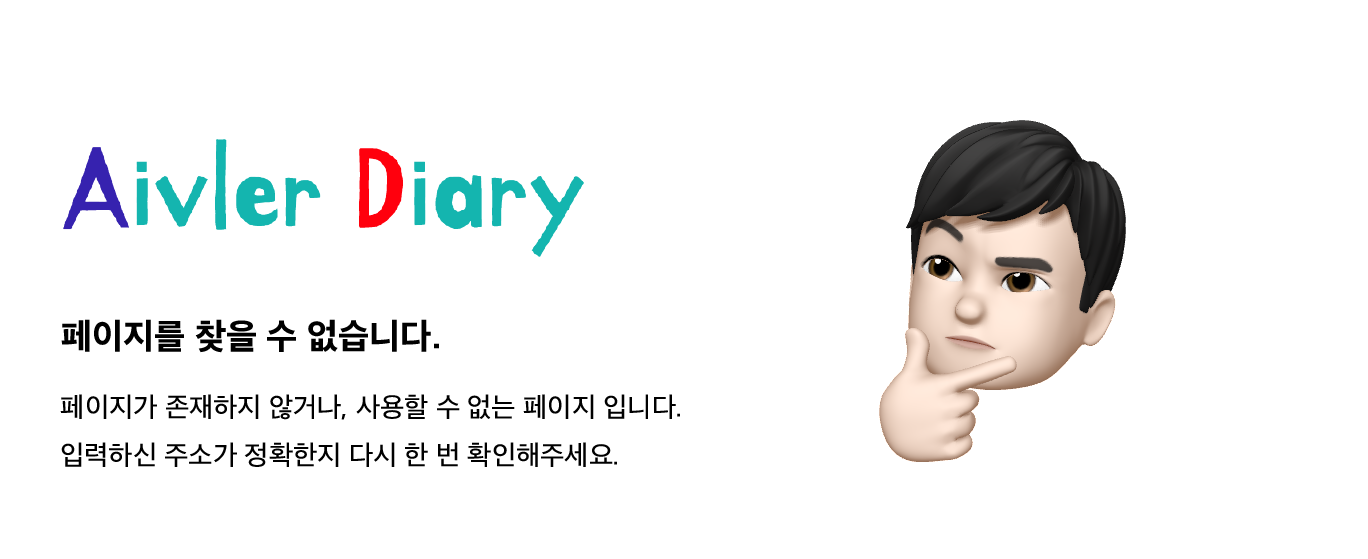 Aivler Diary
페이지를 찾을 수 없습니다.
페이지가 존재하지 않거나, 사용할 수 없는 페이지 입니다.
입력하신 주소가 정확한지 다시 한 번 확인해주세요.